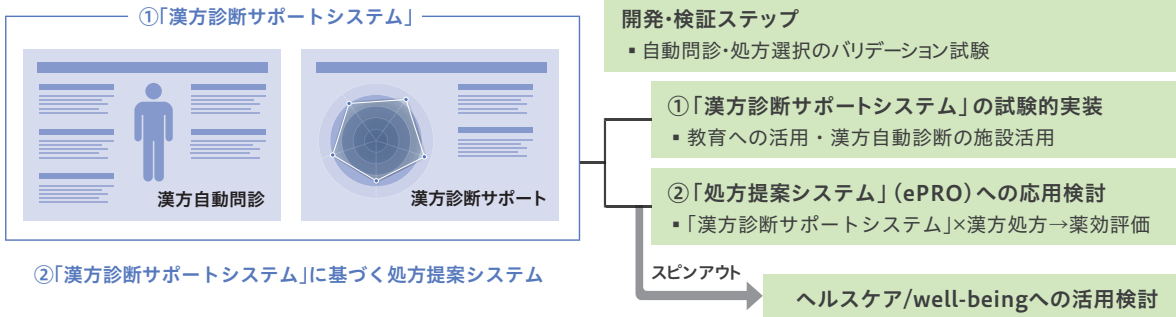 ①「漢方診断サポートシステム」
漢方自動問診
漢方診断サポート
②「漢方診断サポートシステム」に基づく処方提案システム
開発・検証ステップ
▪自動問診・処方選択のバリデーション試験
①「漢方診断サポートシステム」の試験的実装
▪教育への活用・漢方自動診断の施設活用
②「処方提案システム」（ePRO）への応用検討
▪「漢方診断サポートシステム」×漢方処方→薬効評価
スピンアウト
ヘルスケア/well-beingへの活用検討